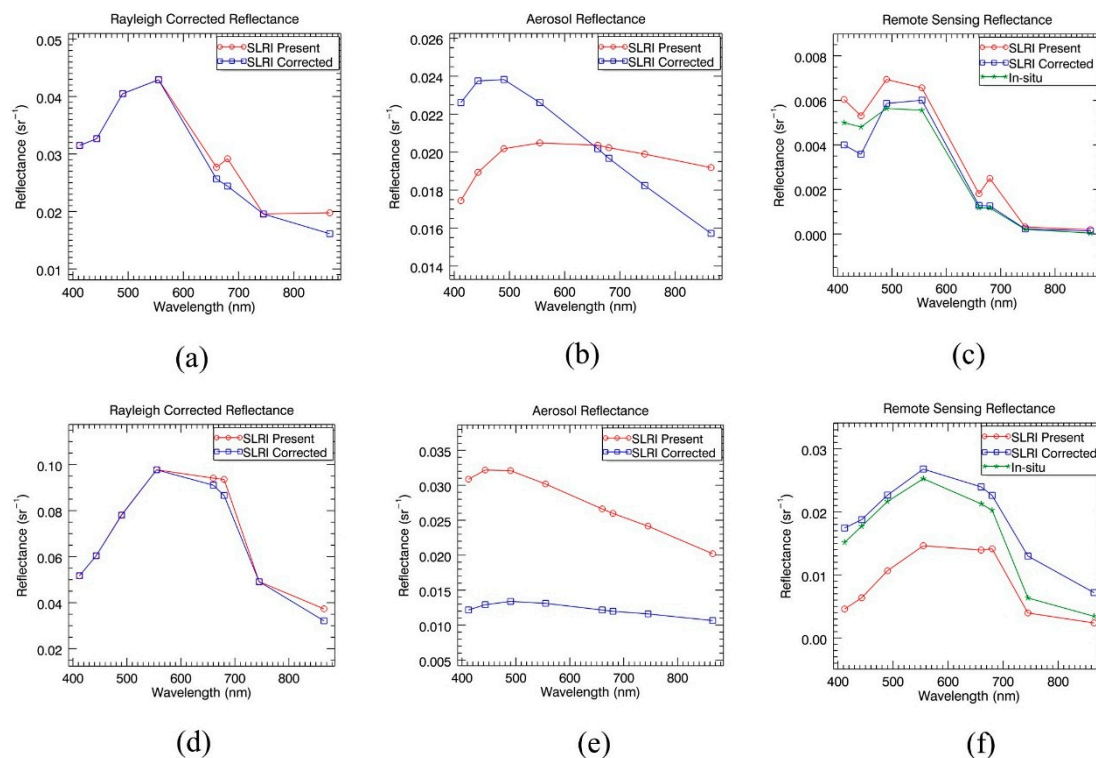 Rayleigh Corrected Reflectance
0.05
0.04
0.03
0.02
0.01
Reflectance (sr⁻¹)
SLRI Present
SLRI Corrected
400 500 600 700 800
Wavelength (nm)
(a)
Aerosol Reflectance
0.026
0.024
0.022
0.020
0.018
0.016
0.014
Reflectance (sr⁻¹)
SLRI Present
SLRI Corrected
400 500 600 700 800
Wavelength (nm)
(b)
Remote Sensing Reflectance
0.008
0.006
0.004
0.002
0.000
Reflectance (sr⁻¹)
SLRI Present
SLRI Corrected
In-situ
400 500 600 700 800
Wavelength (nm)
(c)
Rayleigh Corrected Reflectance
0.10
0.08
0.06
0.04
0.02
Reflectance (sr⁻¹)
SLRI Present
SLRI Corrected
400 500 600 700 800
Wavelength (nm)
(d)
Aerosol Reflectance
0.035
0.030
0.025
0.020
0.015
0.010
0.005
Reflectance (sr⁻¹)
SLRI Present
SLRI Corrected
400 500 600 700 800
Wavelength (nm)
(e)
Remote Sensing Reflectance
0.03
0.02
0.01
0.00
Reflectance (sr⁻¹)
SLRI Present
SLRI Corrected
In-situ
400 500 600 700 800
Wavelength (nm)
(f)